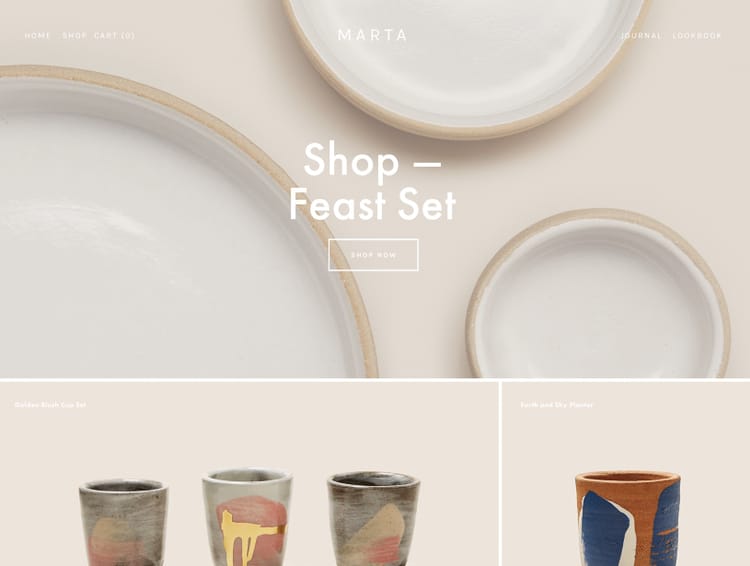 HOME SHOP CART (0)
MARTA
JOURNAL LOOKBOOK
Shop —
Feast Set
SHOP NOW
Golden Blush Cup Set
Earth and Sky Planter